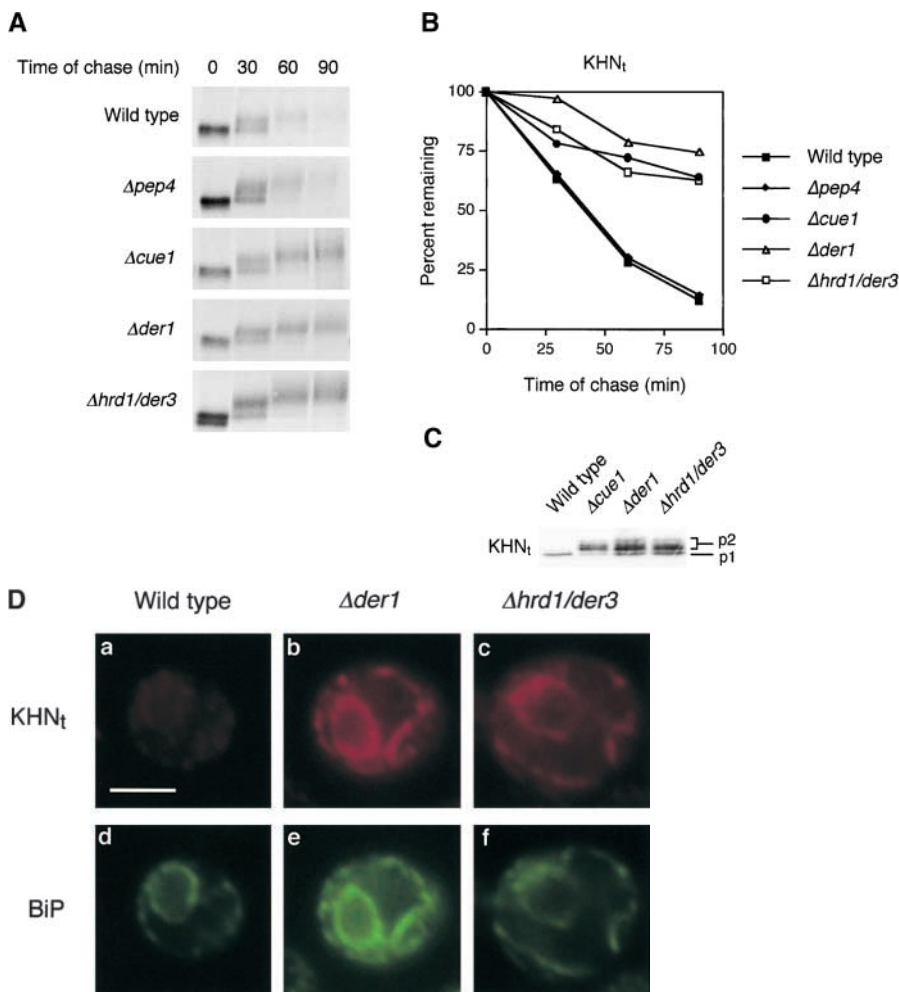 A
Time of chase (min) 0 30 60 90
Wild type
Δpep4
Δcue1
Δder1
Δhrd1/der3
B
KHNt
100
75
50
25
0
Percent remaining
0 25 50 75 100
Time of chase (min)
Wild type
Δpep4
Δcue1
Δder1
Δhrd1/der3
C
Wild type
Δcue1
Δder1
Δhrd1/der3
KHNt
p2
p1
D
Wild type Δder1 Δhrd1/der3
KHNt
a b c
BiP
d e f